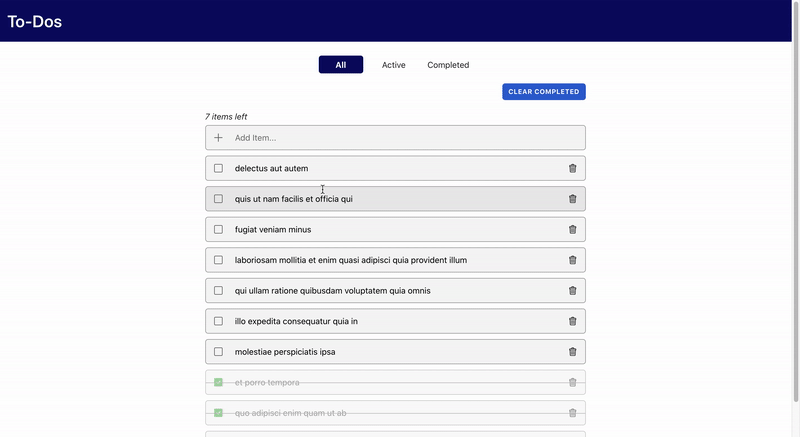 To-Dos
All Active Completed
CLEAR COMPLETED
7 items left
Add Item...
delectus aut autem
quis ut nam facilis et officia qui
fugiat veniam minus
laboriosam mollitia et enim quasi adipisci quia provident illum
qui ullam ratione quibusdam voluptatem quia omnis
illo expedita consequatur quia in
molestiae perspiciatis ipsa
et porro tempora
quo adipisci enim quam ut ab